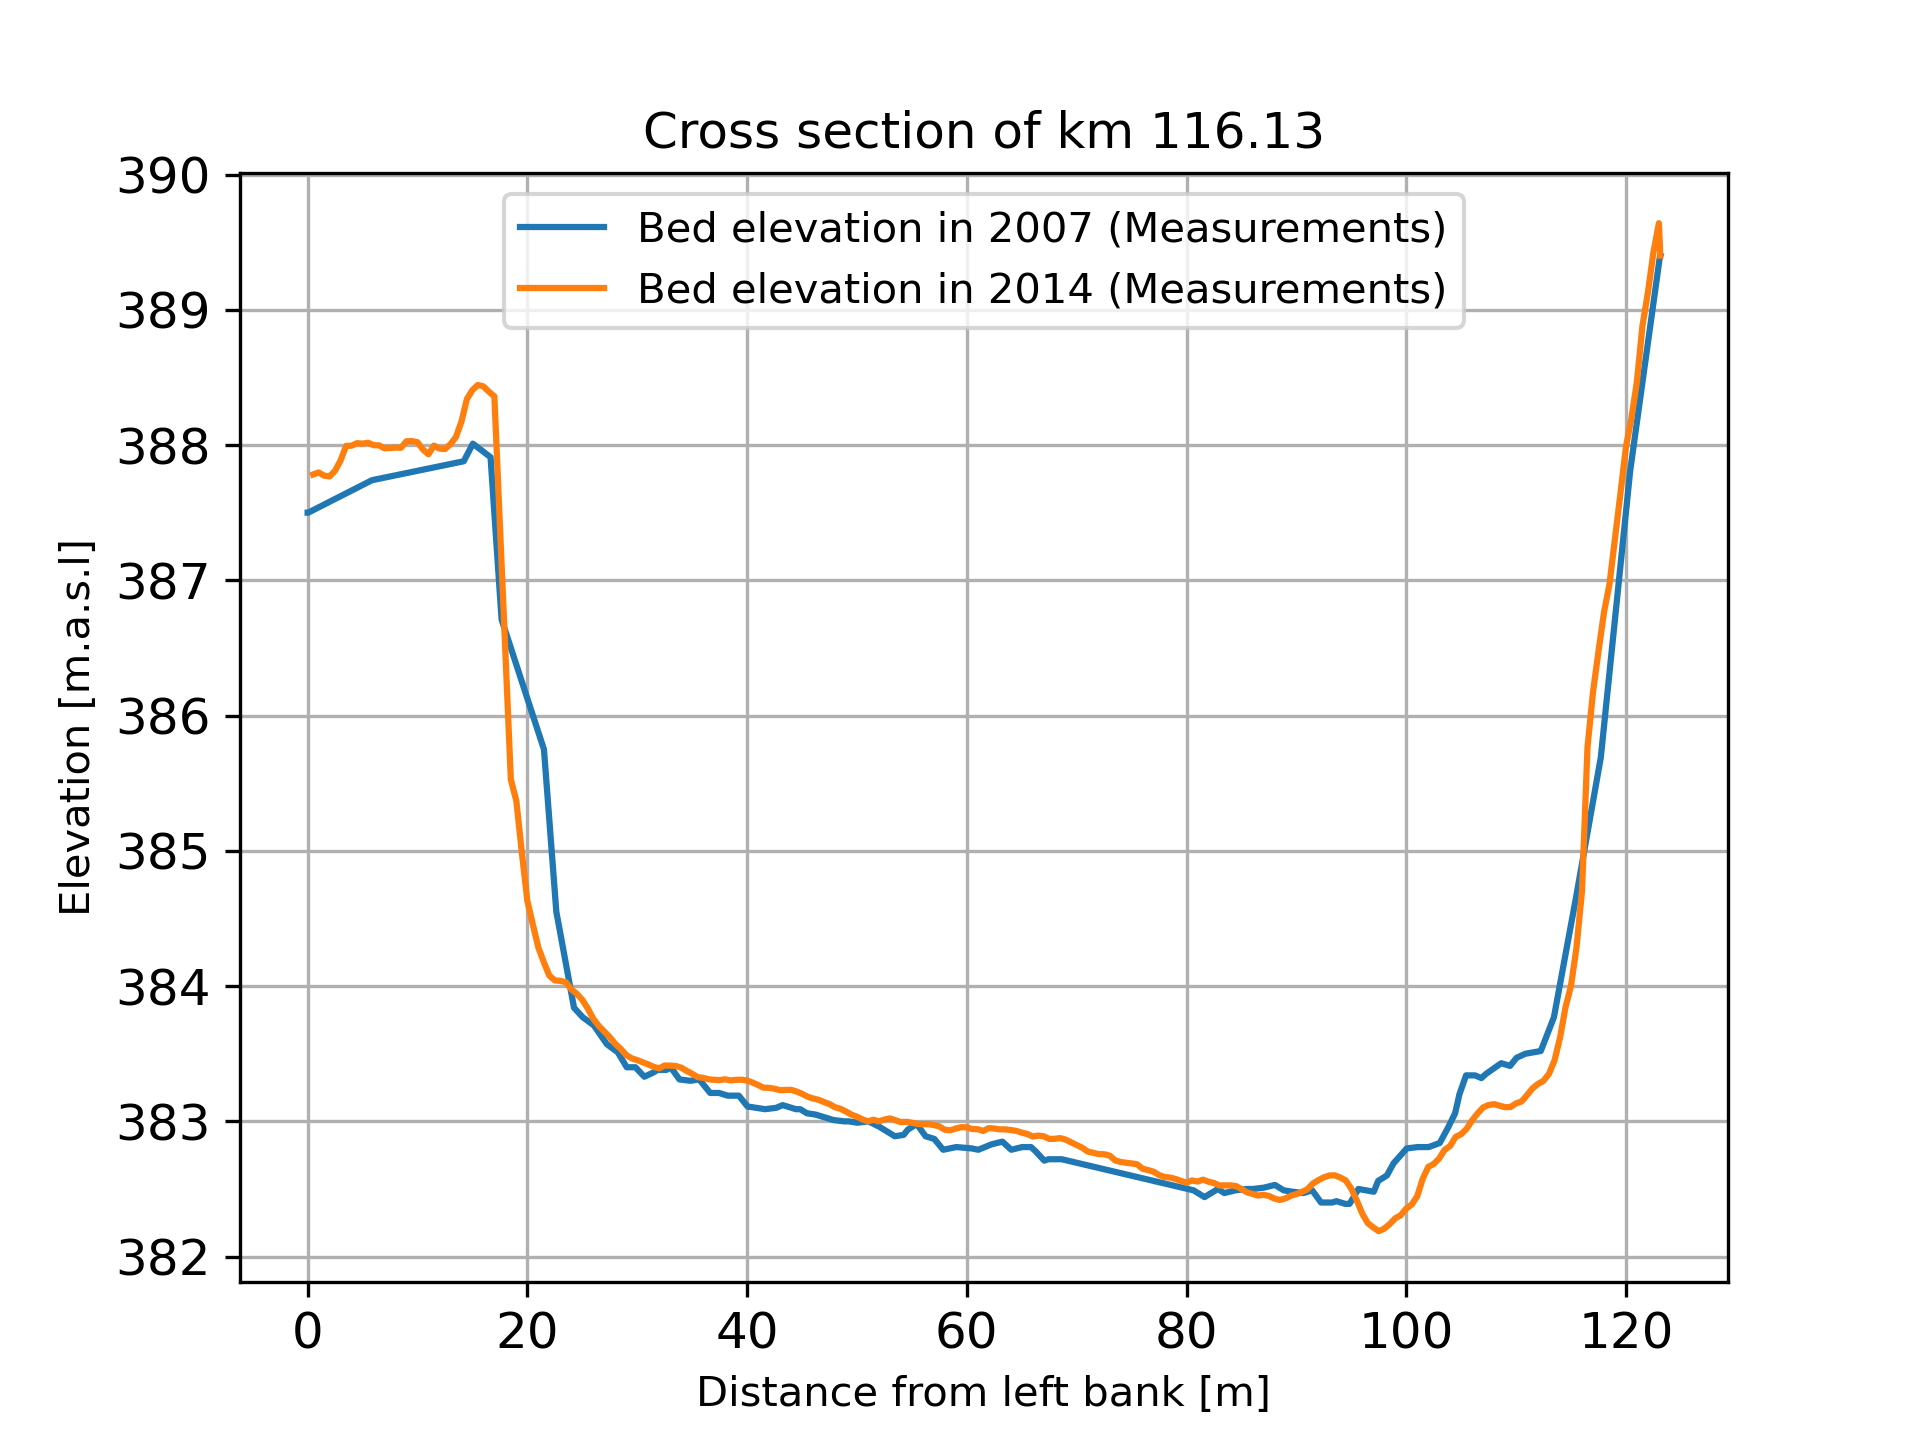 Cross section of km 116.13
Bed elevation in 2007 (Measurements)
Bed elevation in 2014 (Measurements)
Elevation [m.a.s.l]
390
389
388
387
386
385
384
383
382
0 20 40 60 80 100 120
Distance from left bank [m]